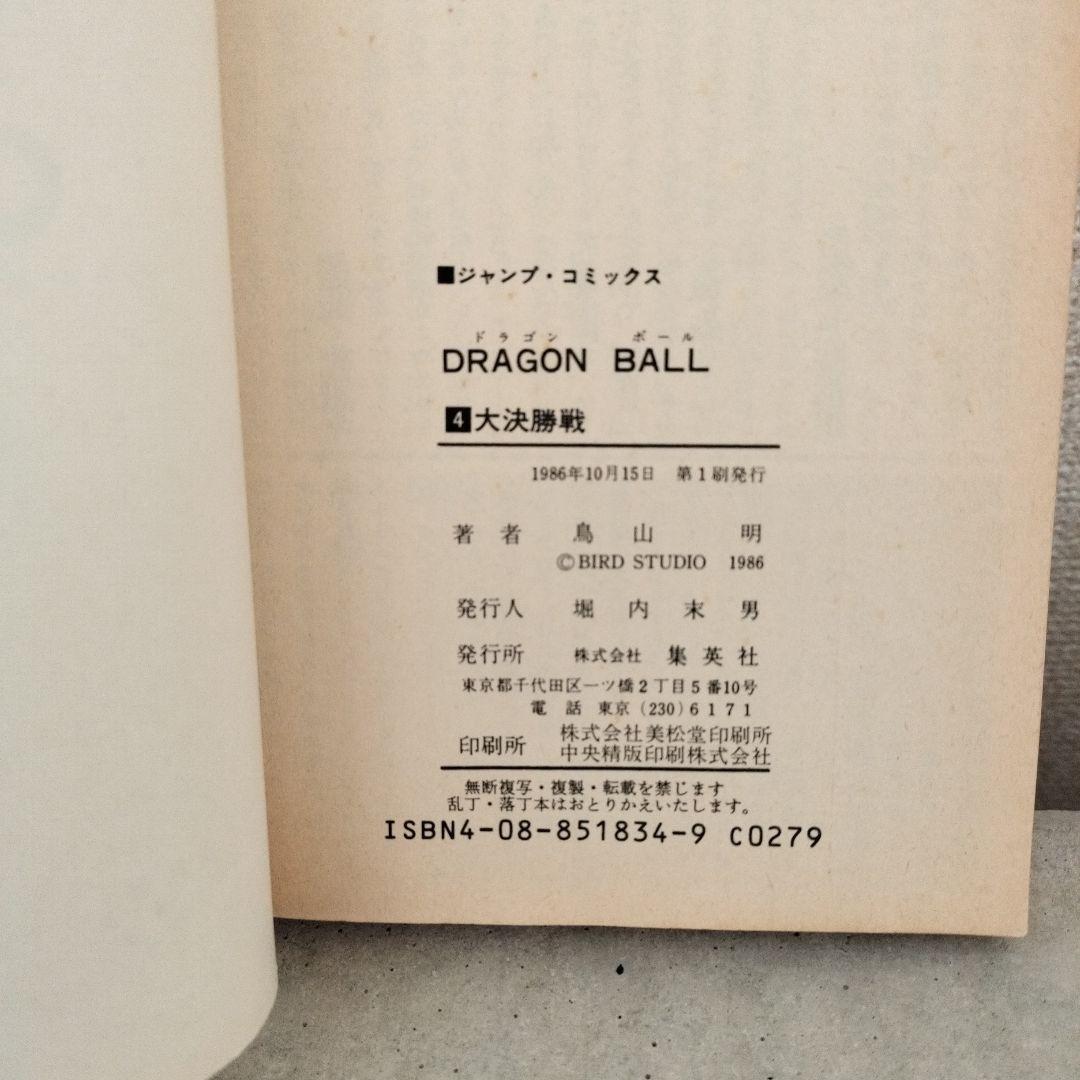 ■ジャンプ・コミックス
ドラゴン ボール
DRAGON BALL
4大決勝戦
1986年10月15日 第1刷発行
著者 鳥山 明
©BIRD STUDIO 1986
発行人 堀内末男
発行所 株式会社 集英社
東京都千代田区一ツ橋2丁目5番10号
電話 東京(230)6171
印刷所 株式会社美松堂印刷所
中央精版印刷株式会社
無断複写・複製・転載を禁じます
乱丁・落丁本はおとりかえいたします。
ISBN4-08-851834-9 C0279